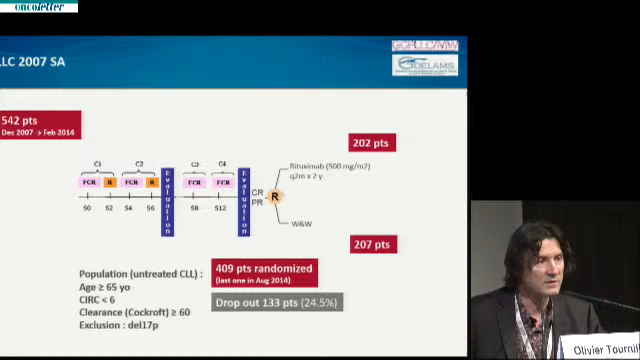 oncoletter
LLC 2007 SA
GOELAMS
542 pts
Dec 2007 → Feb 2014
202 pts
C1 C2 C3 C4
Rituximab (500 mg/m2)
q2m x 2 y
FCR R FCR R Evaluation FCR FCR Evaluation CR PR R
S0 S2 S4 S6 S8 S12
W&W
207 pts
Population (untreated CLL) :
Age ≥ 65 yo
CIRC < 6
Clearance (Cockroft) ≥ 60
Exclusion : del17p
409 pts randomized
(last one in Aug 2014)
Drop out 133 pts (24.5%)
Olivier Tournil